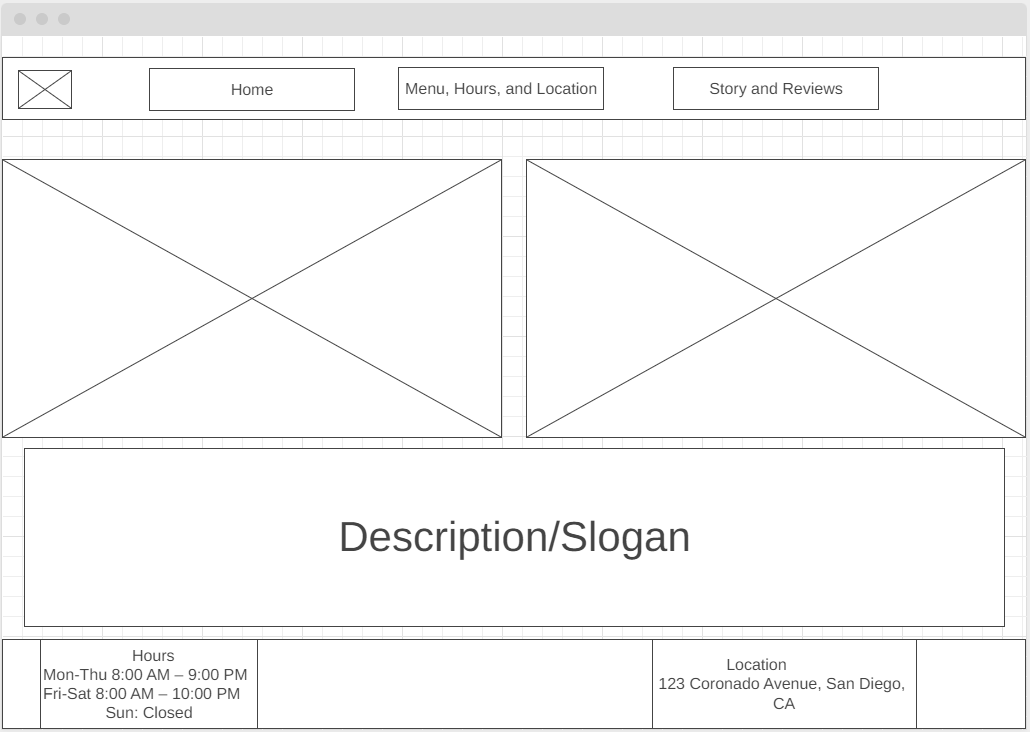 Home
Menu, Hours, and Location
Story and Reviews
Description/Slogan
Hours
Mon-Thu 8:00 AM – 9:00 PM
Fri-Sat 8:00 AM – 10:00 PM
Sun: Closed
Location
123 Coronado Avenue, San Diego,
CA